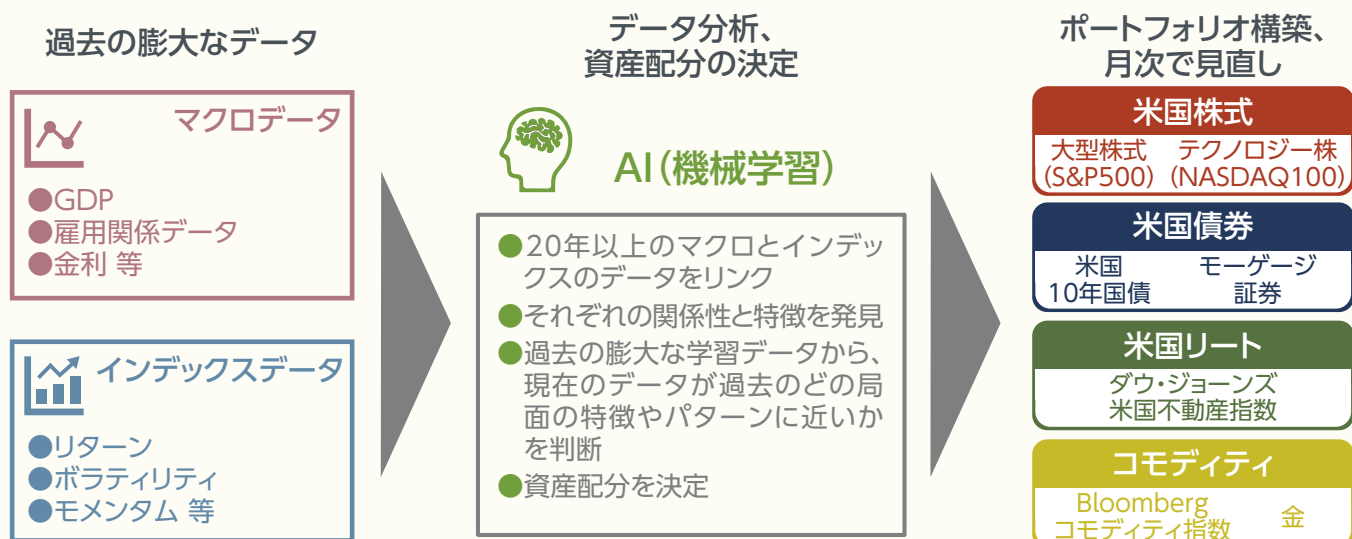 過去の膨大なデータ
マクロデータ
●GDP
●雇用関係データ
●金利 等
インデックスデータ
●リターン
●ボラティリティ
●モメンタム 等
データ分析、
資産配分の決定
AI(機械学習)
●20年以上のマクロとインデッ
クスのデータをリンク
●それぞれの関係性と特徴を発見
●過去の膨大な学習データから、
現在のデータが過去のどの局
面の特徴やパターンに近いか
を判断
●資産配分を決定
ポートフォリオ構築、
月次で見直し
米国株式
大型株式 テクノロジー株
(S&P500) (NASDAQ100)
米国債券
米国 モーゲージ
10年国債 証券
米国リート
ダウ・ジョーンズ
米国不動産指数
コモディティ
Bloomberg
コモディティ指数 金